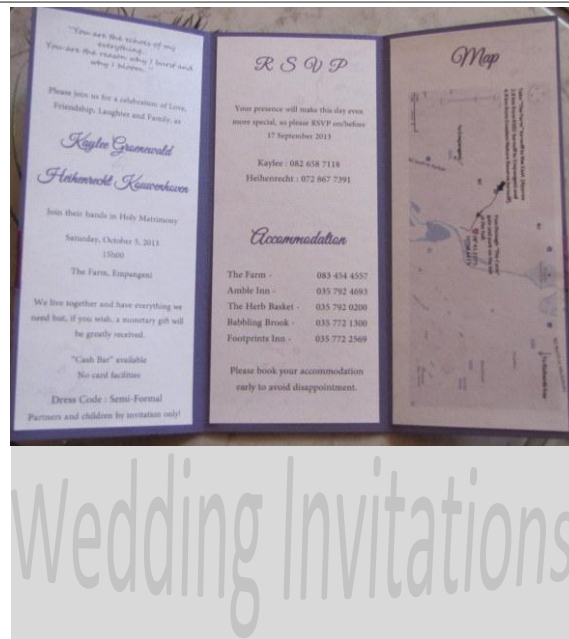 "You are the echoes of my
everything.
You are the reason why I burst and
why I bloom."
Please join us for a celebration of Love,
Friendship, Laughter and Family, as
Kaylee Groenewald
Heihenrecht Kouwenhoven
Join their hands in Holy Matrimony
Saturday, October 5, 2013
15h00
The Farm, Empangeni
We live together and have everything we
need but, if you wish, a monetary gift will
be greatly received.
"Cash Bar" available
No card facilities
Dress Code : Semi-Formal
Partners and children by invitation only!
R S V P
Your presence will make this day even
more special, so please RSVP on/before
17 September 2013
Kaylee : 082 658 7118
Heihenrecht : 072 867 7391
Accommodation
The Farm - 083 454 4557
Amble Inn - 035 792 4693
The Herb Basket - 035 792 0200
Babbling Brook - 035 772 1300
Footprints Inn - 035 772 2569
Please book your accommodation
early to avoid disappointment.
Map
Wedding Invitations